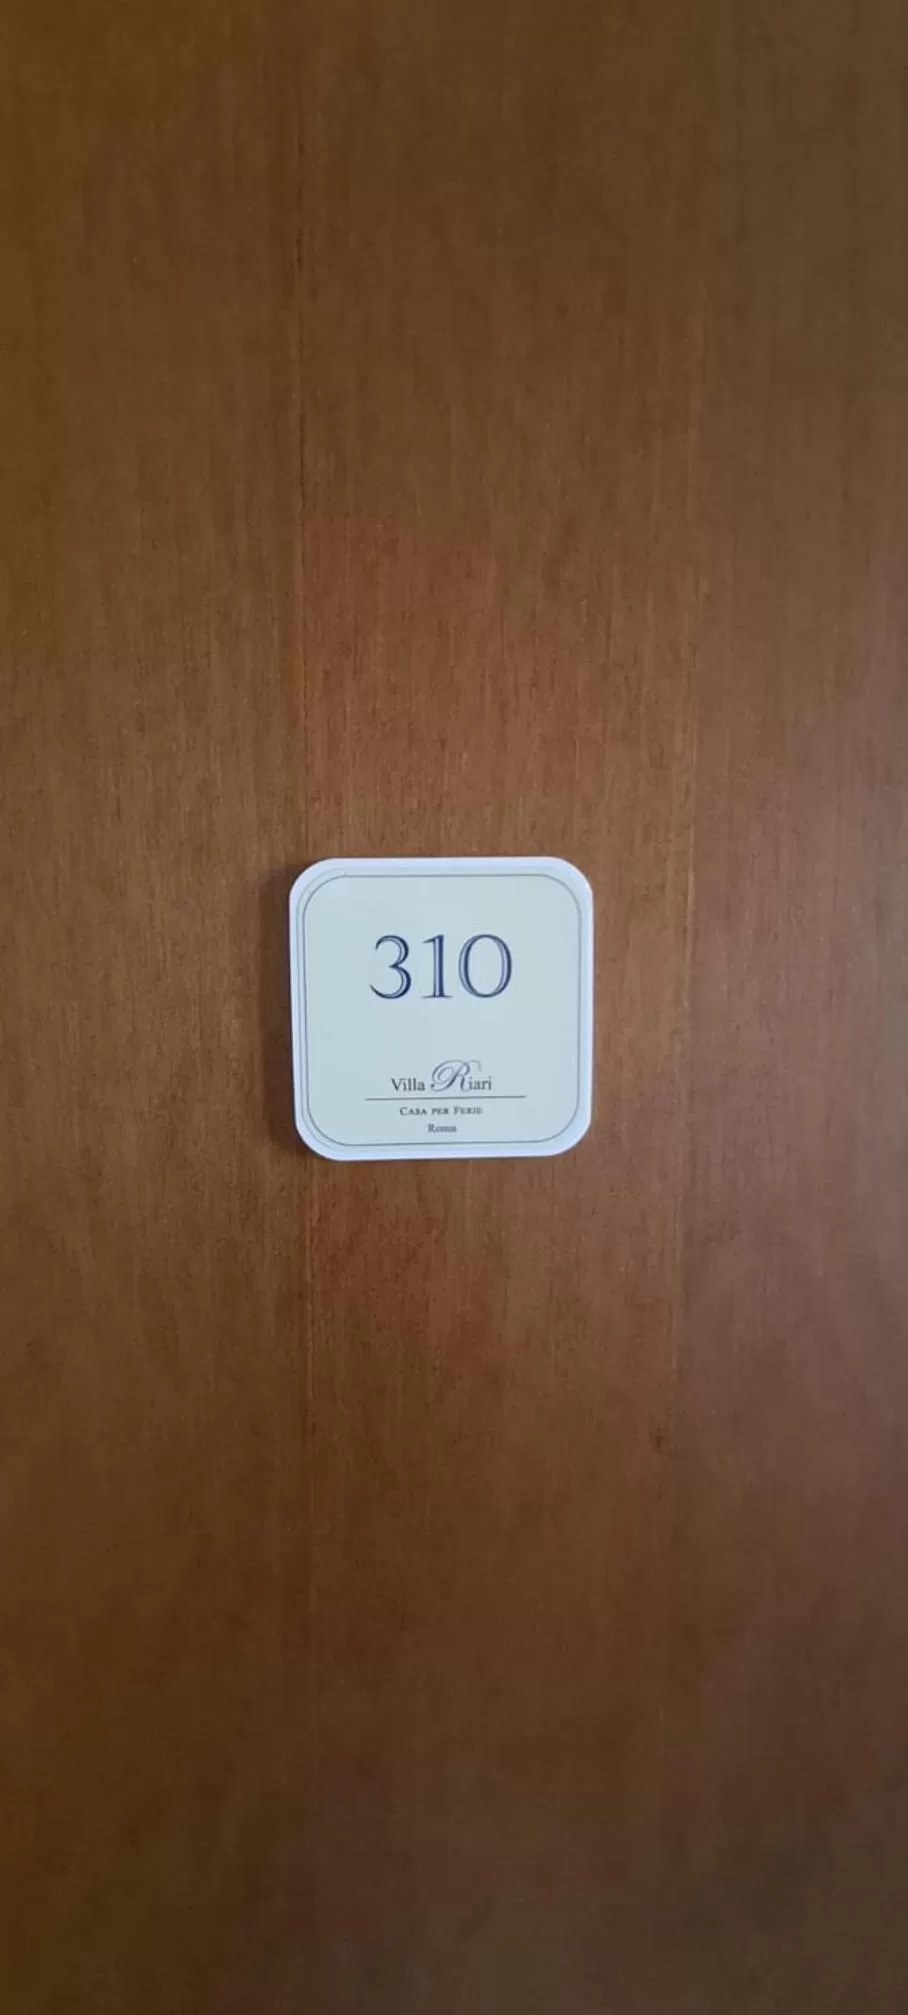 310
Villa Riari
CASA PER FERIE
Roma